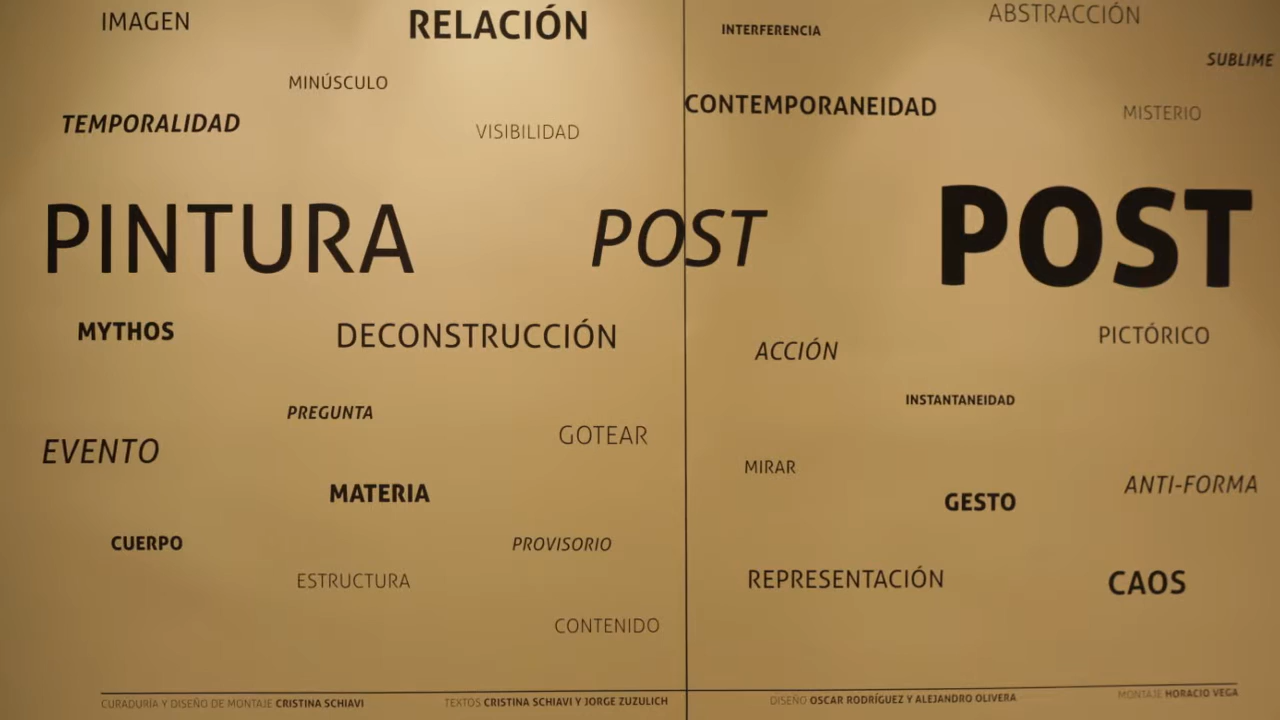 IMAGEN
RELACIÓN
INTERFERENCIA
ABSTRACCIÓN
SUBLIME
MINÚSCULO
TEMPORALIDAD
VISIBILIDAD
CONTEMPORANEIDAD
MISTERIO
PINTURA POST POST
MYTHOS
DECONSTRUCCIÓN
ACCIÓN
PICTÓRICO
PREGUNTA
INSTANTANEIDAD
EVENTO
GOTEAR
MIRAR
MATERIA
GESTO
ANTI-FORMA
CUERPO
PROVISORIO
ESTRUCTURA
REPRESENTACIÓN
CAOS
CONTENIDO
CURADURÍA Y DISEÑO DE MONTAJE CRISTINA SCHIAVI
TEXTOS CRISTINA SCHIAVI Y JORGE ZUZULICH
DISEÑO OSCAR RODRÍGUEZ Y ALEJANDRO OLIVERA
MONTAJE HORACIO VEGA